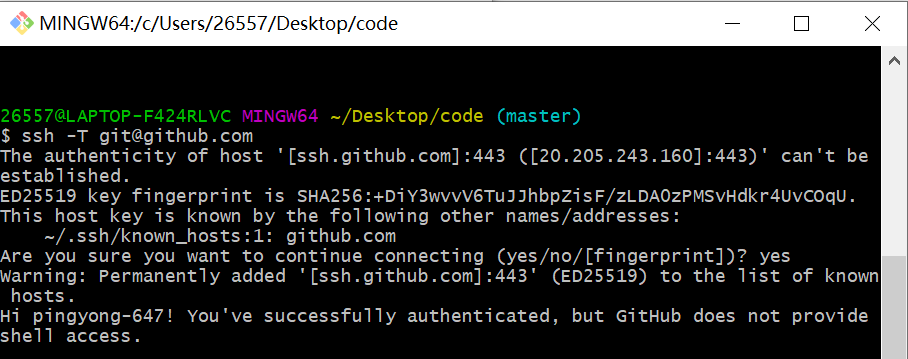 MINGW64:/c/Users/26557/Desktop/code
26557@LAPTOP-F424RLVC MINGW64 ~/Desktop/code (master)
$ ssh -T git@github.com
The authenticity of host '[ssh.github.com]:443 ([20.205.243.160]:443)' can't be
established.
ED25519 key fingerprint is SHA256:+DiY3wvvV6TuJJhbpZisF/zLDA0zPMSvHdkr4UvCOqU.
This host key is known by the following other names/addresses:
    ~/.ssh/known_hosts:1: github.com
Are you sure you want to continue connecting (yes/no/[fingerprint])? yes
Warning: Permanently added '[ssh.github.com]:443' (ED25519) to the list of known
 hosts.
Hi pingyong-647! You've successfully authenticated, but GitHub does not provide
shell access.